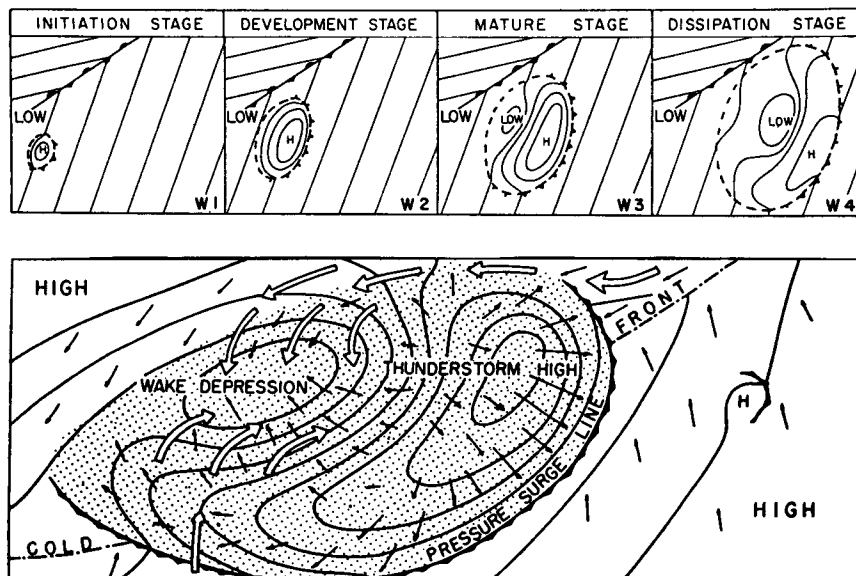 INITIATION STAGE
DEVELOPMENT STAGE
MATURE STAGE
DISSIPATION STAGE
LOW
H
W1
LOW
H
W2
LOW
LOW
H
W3
LOW
LOW
H
W4
HIGH
FRONT
WAKE DEPRESSION
HUNDERSTORM HIGH
H
PRESSURE SURGE LINE
HIGH
COLD